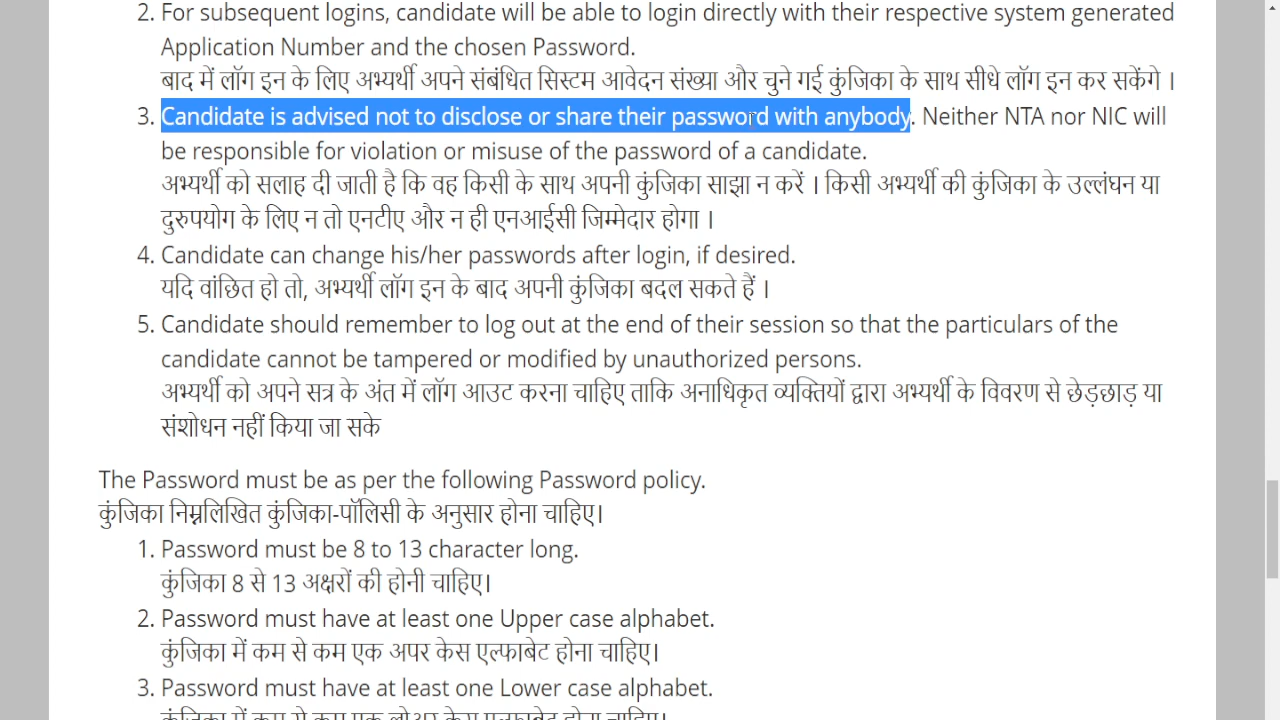 2. For subsequent logins, candidate will be able to login directly with their respective system generated
Application Number and the chosen Password.
बाद में लॉग इन के लिए अभ्यर्थी अपने संबंधित सिस्टम आवेदन संख्या और चुने गई कुंजिका के साथ सीधे लॉग इन कर सकेंगे ।
3. Candidate is advised not to disclose or share their password with anybody. Neither NTA nor NIC will
be responsible for violation or misuse of the password of a candidate.
अभ्यर्थी को सलाह दी जाती है कि वह किसी के साथ अपनी कुंजिका साझा न करें । किसी अभ्यर्थी की कुंजिका के उल्लंघन या
दुरुपयोग के लिए न तो एनटीए और न ही एनआईसी जिम्मेदार होगा ।
4. Candidate can change his/her passwords after login, if desired.
यदि वांछित हो तो, अभ्यर्थी लॉग इन के बाद अपनी कुंजिका बदल सकते हैं ।
5. Candidate should remember to log out at the end of their session so that the particulars of the
candidate cannot be tampered or modified by unauthorized persons.
अभ्यर्थी को अपने सत्र के अंत में लॉग आउट करना चाहिए ताकि अनाधिकृत व्यक्तियों द्वारा अभ्यर्थी के विवरण से छेड़छाड़ या
संशोधन नहीं किया जा सके
The Password must be as per the following Password policy.
कुंजिका निम्नलिखित कुंजिका-पॉलिसी के अनुसार होना चाहिए।
1. Password must be 8 to 13 character long.
कुंजिका 8 से 13 अक्षरों की होनी चाहिए।
2. Password must have at least one Upper case alphabet.
कुंजिका में कम से कम एक अपर केस एल्फाबेट होना चाहिए।
3. Password must have at least one Lower case alphabet.
कुंजिका में कम से कम एक लोअर केस एल्फाबेट होना चाहिए।